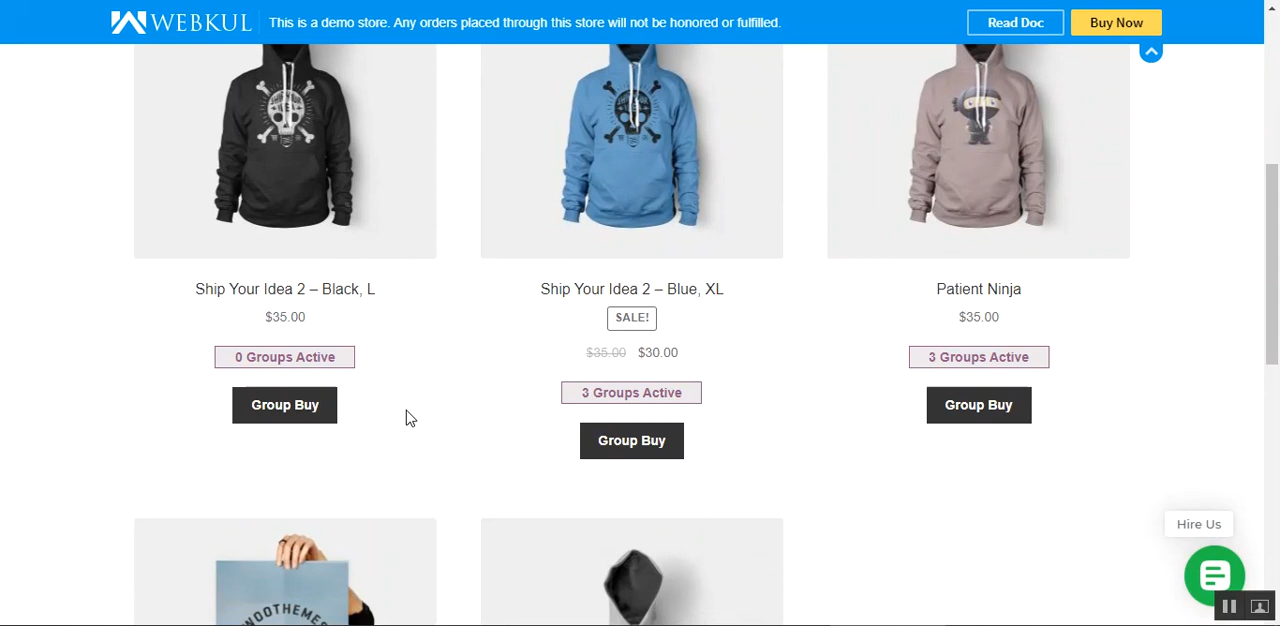 WEBKUL This is a demo store. Any orders placed through this store will not be honored or fulfilled. Read Doc Buy Now
Ship Your Idea 2 – Black, L
$35.00
0 Groups Active
Group Buy
Ship Your Idea 2 – Blue, XL
SALE!
$35.00 $30.00
3 Groups Active
Group Buy
Patient Ninja
$35.00
3 Groups Active
Group Buy
WOOTHEMES
Hire Us